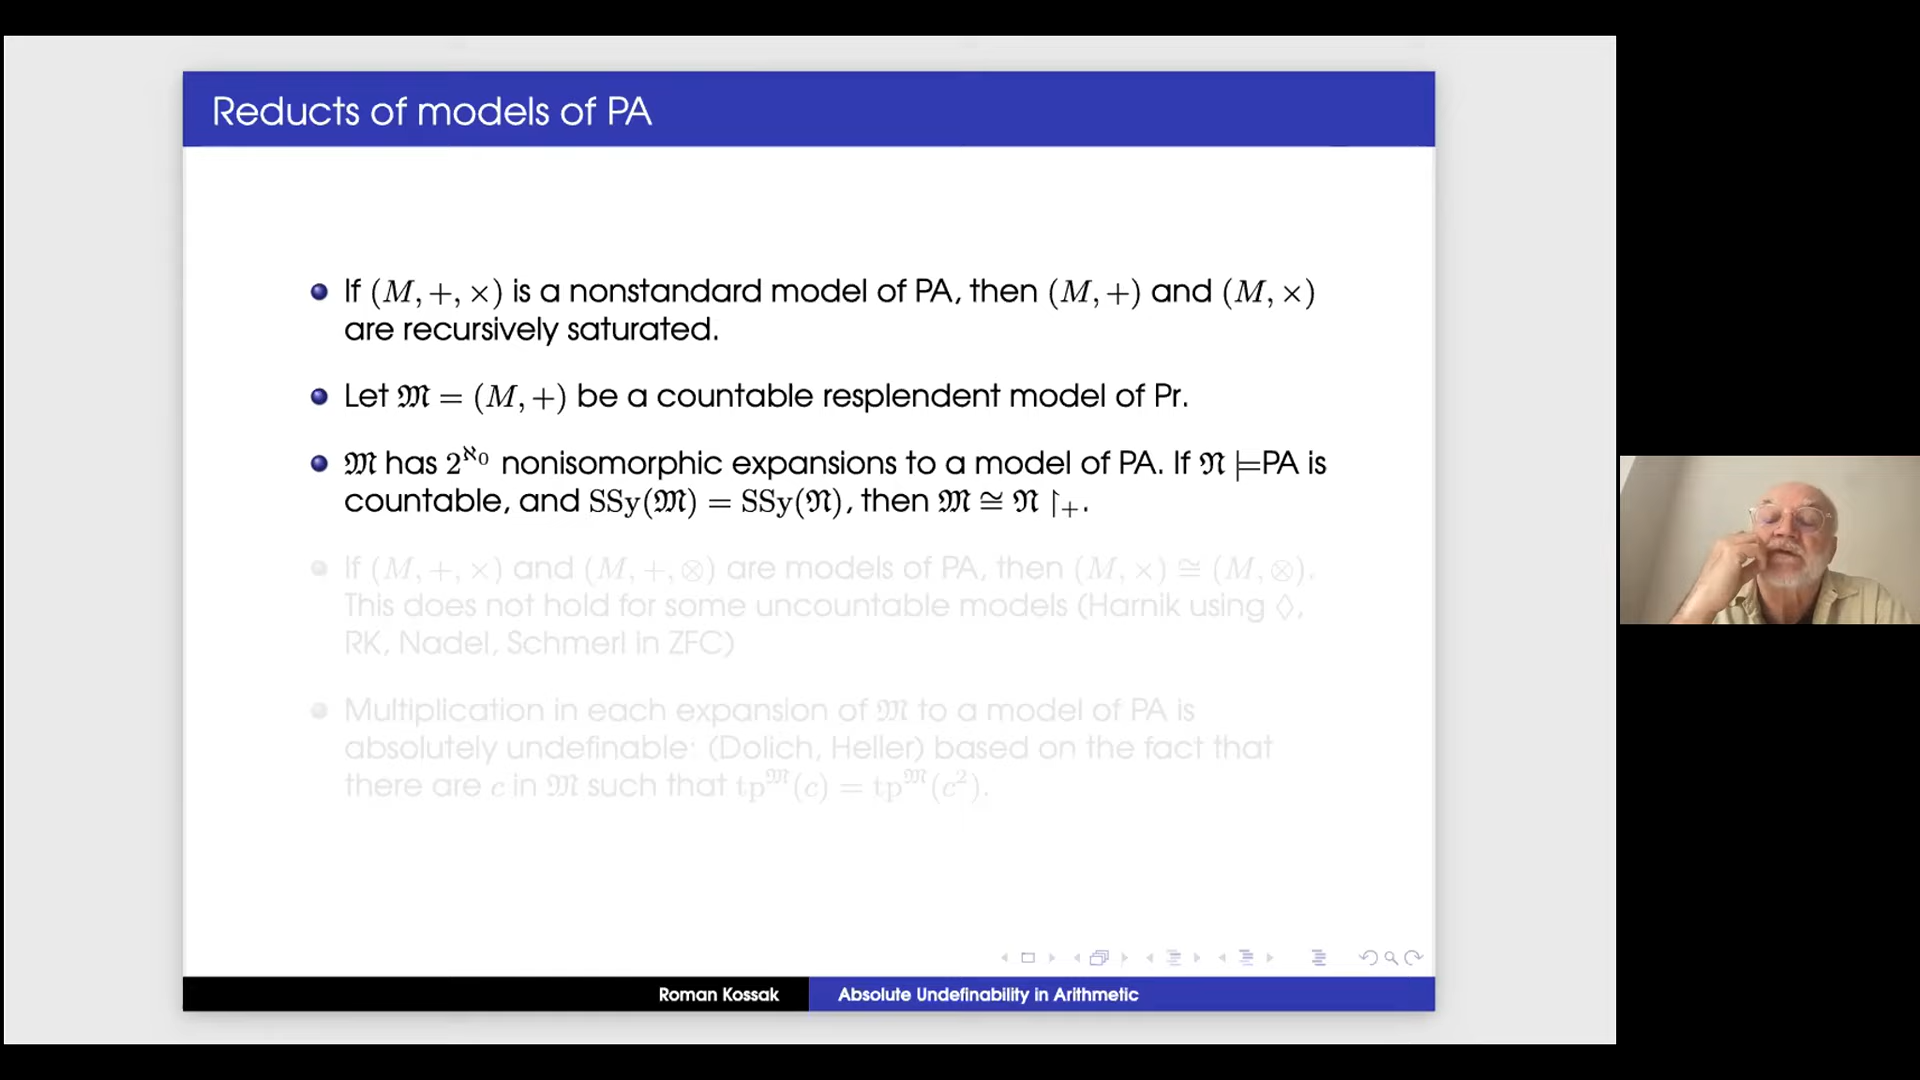 Reducts of models of PA
If (M, +, ×) is a nonstandard model of PA, then (M, +) and (M, ×)
are recursively saturated.
Let 𝔐 = (M, +) be a countable resplendent model of Pr.
𝔐 has 2^ℵ₀ nonisomorphic expansions to a model of PA. If 𝔑 ⊨PA is
countable, and SSy(𝔐) = SSy(𝔑), then 𝔐 ≅ 𝔑 ↾₊.
If (M, +, ×) and (M, +, ⊗) are models of PA, then (M, ×) ≅ (M, ⊗).
This does not hold for some uncountable models (Harnik using ◊,
RK, Nadel, Schmerl in ZFC)
Multiplication in each expansion of 𝔐 to a model of PA is
absolutely undefinable: (Dolich, Heller) based on the fact that
there are c in 𝔐 such that tp^𝔐(c) = tp^𝔐(c²).
Roman Kossak
Absolute Undefinability in Arithmetic